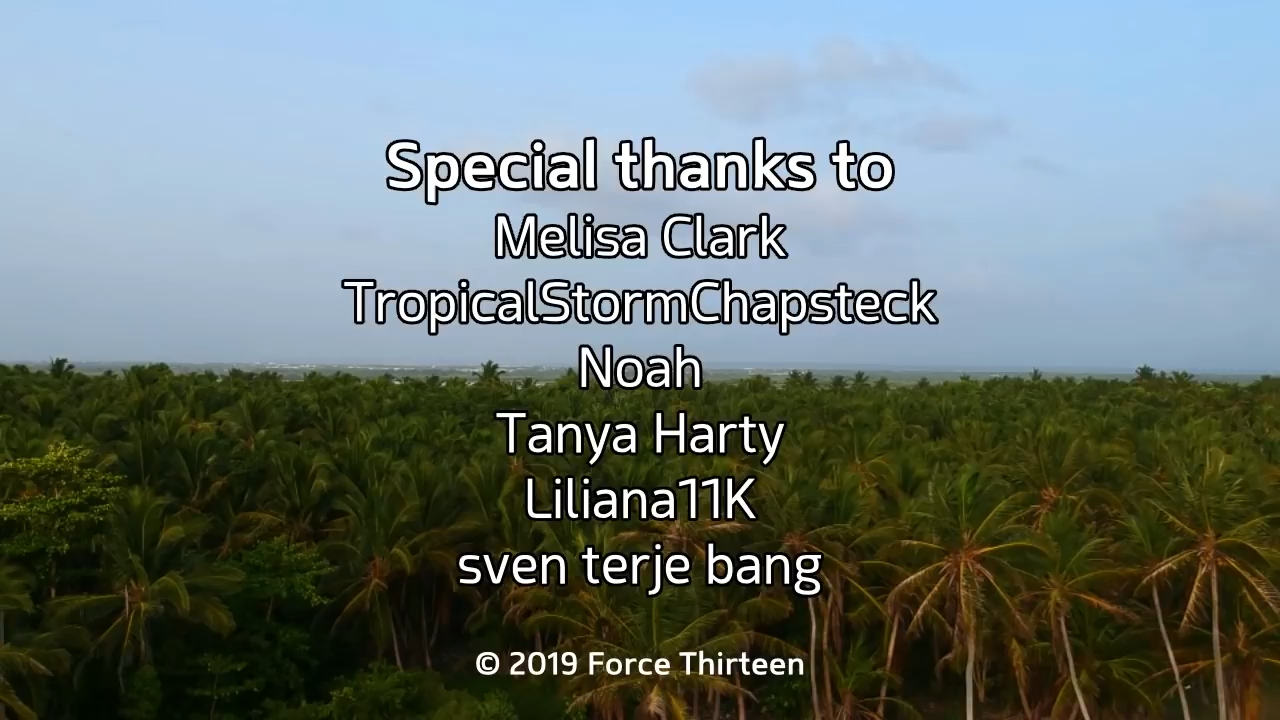 Special thanks to
Melisa Clark
TropicalStormChapsteck
Noah
Tanya Harty
Liliana11K
sven terje bang
© 2019 Force Thirteen